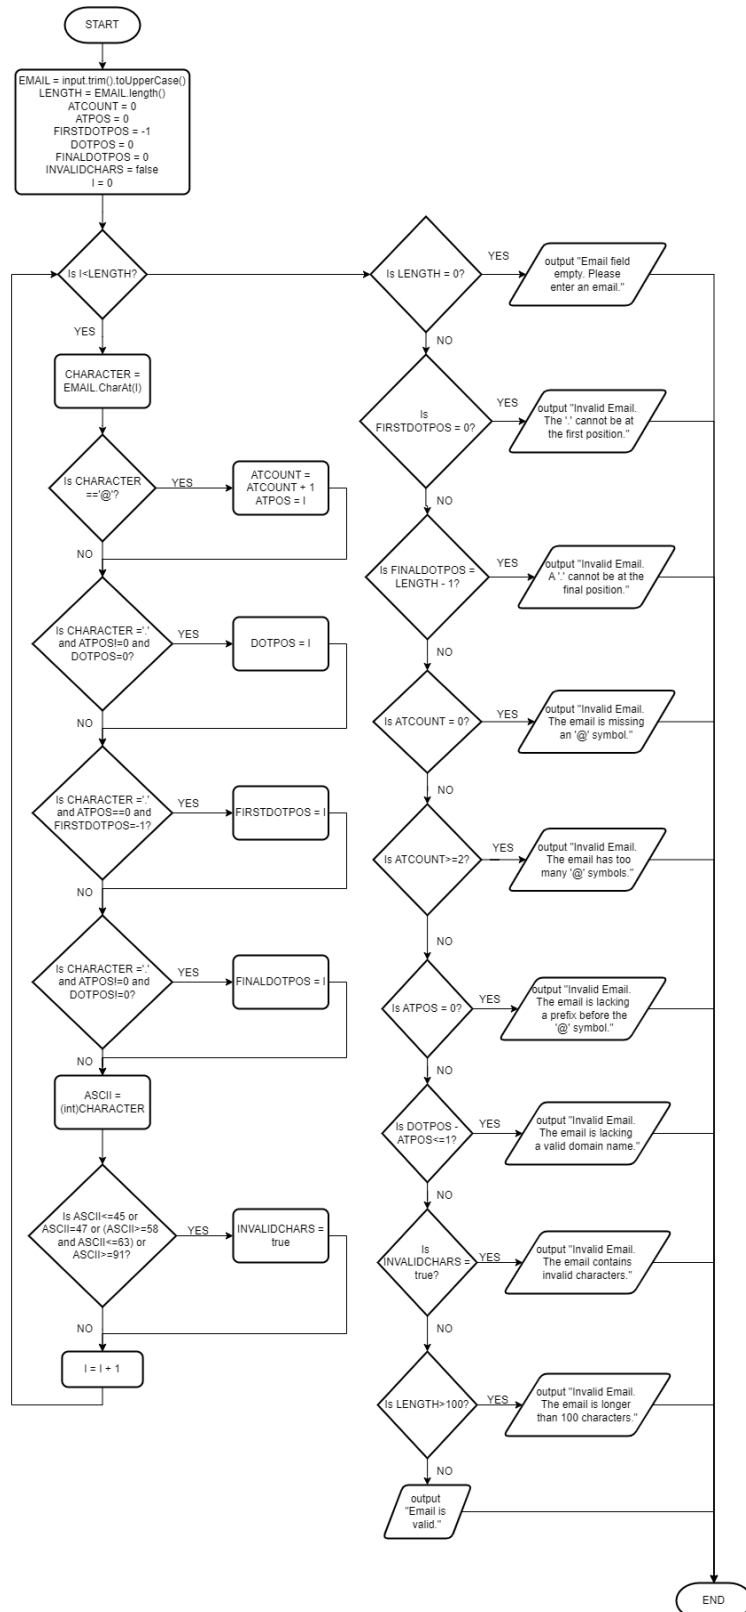 START
EMAIL = input.trim().toUpperCase()
LENGTH = EMAIL.length()
ATCOUNT = 0
ATPOS = 0
FIRSTDOTPOS = -1
DOTPOS = 0
FINALDOTPOS = 0
INVALIDCHARS = false
I = 0
Is I<LENGTH?
YES
CHARACTER =
EMAIL.CharAt(I)
Is CHARACTER
=='@'?
YES
ATCOUNT =
ATCOUNT + 1
ATPOS = I
NO
Is CHARACTER ='.'
and ATPOS!=0 and
DOTPOS=0?
YES
DOTPOS = I
NO
Is CHARACTER ='.'
and ATPOS==0 and
FIRSTDOTPOS=-1?
YES
FIRSTDOTPOS = I
NO
Is CHARACTER ='.'
and ATPOS!=0 and
DOTPOS!=0?
YES
FINALDOTPOS = I
NO
ASCII =
(int)CHARACTER
Is ASCII<=45 or
ASCII=47 or (ASCII>=58
and ASCII<=63) or
ASCII>=91?
YES
INVALIDCHARS =
true
NO
I = I + 1
Is LENGTH = 0?
YES
output "Email field
empty. Please
enter an email."
NO
Is
FIRSTDOTPOS = 0?
YES
output "Invalid Email.
The '.' cannot be at
the first position."
NO
Is FINALDOTPOS =
LENGTH - 1?
YES
output "Invalid Email.
A '.' cannot be at the
final position."
NO
Is ATCOUNT = 0?
YES
output "Invalid Email.
The email is missing
an '@' symbol."
NO
Is ATCOUNT>=2?
YES
output "Invalid Email.
The email has too
many '@' symbols."
NO
Is ATPOS = 0?
YES
output "Invalid Email.
The email is lacking
a prefix before the
'@' symbol."
NO
Is DOTPOS -
ATPOS<=1?
YES
output "Invalid Email.
The email is lacking
a valid domain name."
NO
Is
INVALIDCHARS =
true?
YES
output "Invalid Email.
The email contains
invalid characters."
NO
Is LENGTH>100?
YES
output "Invalid Email.
The email is longer
than 100 characters."
NO
output
"Email is
valid."
END